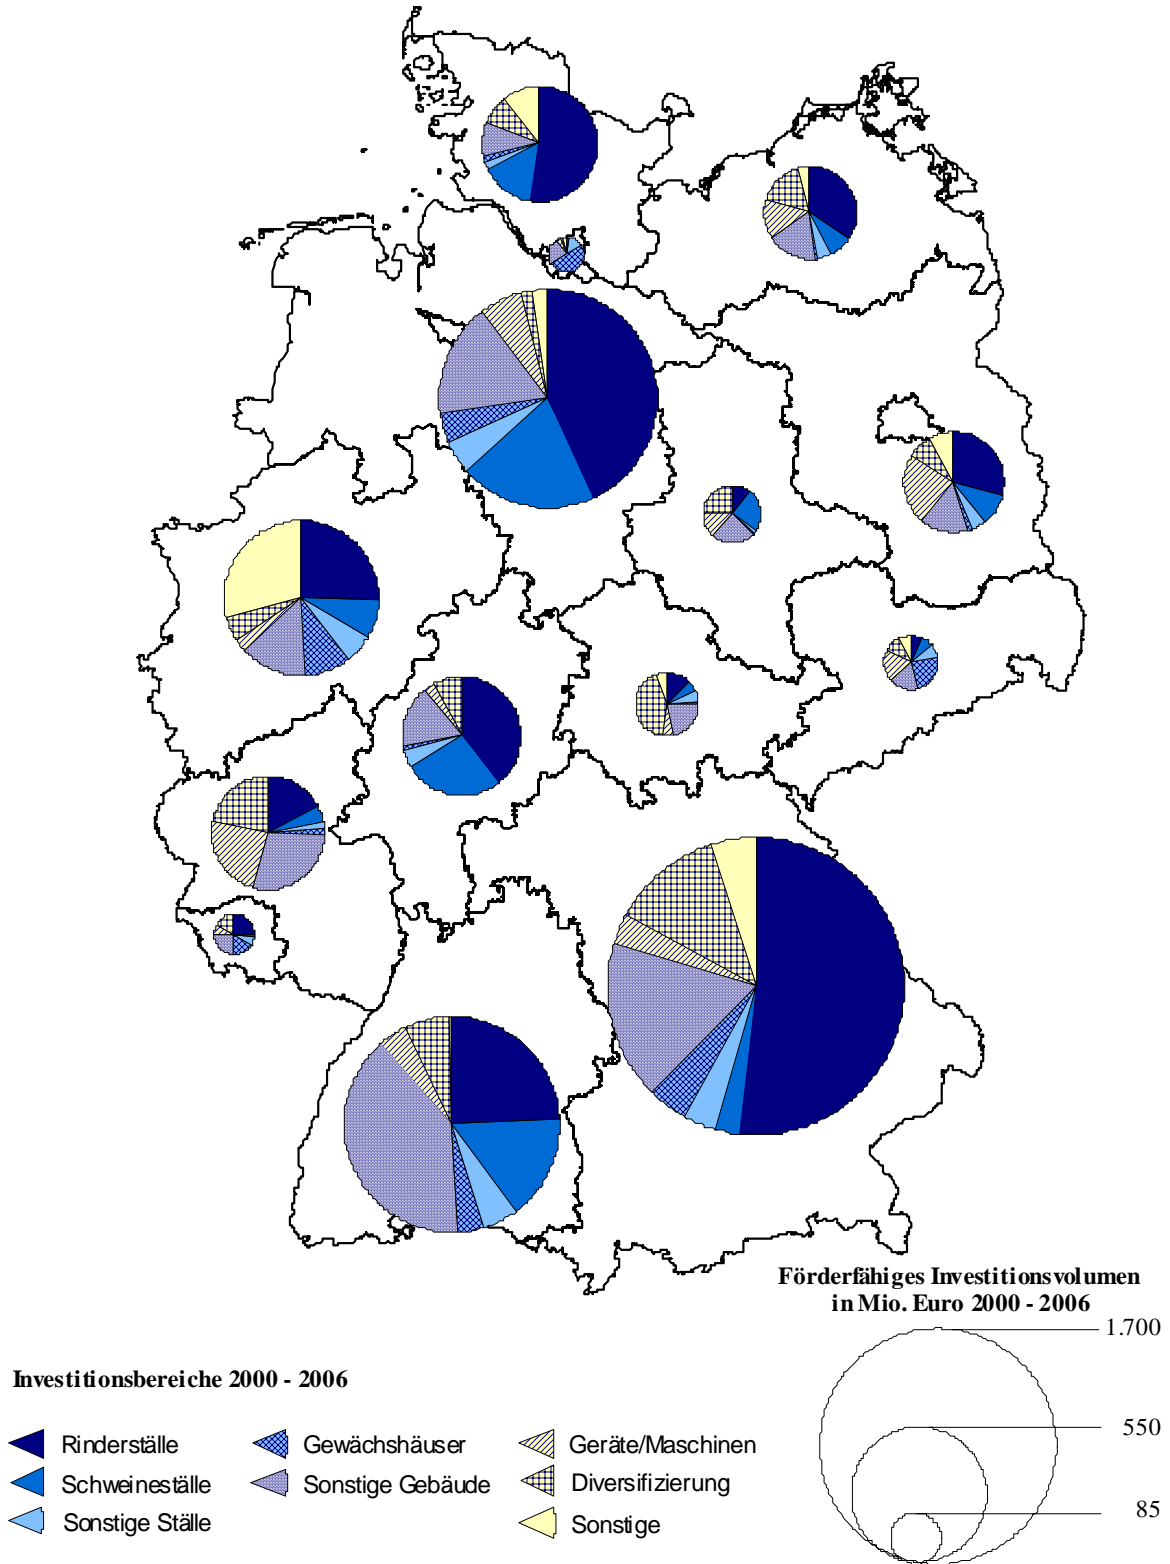 Förderfähiges Investitionsvolumen
in Mio. Euro 2000 - 2006
1.700
550
85
Investitionsbereiche 2000 - 2006
Rinderställe
Gewächshäuser
Geräte/Maschinen
Schweineställe
Sonstige Gebäude
Diversifizierung
Sonstige Ställe
Sonstige